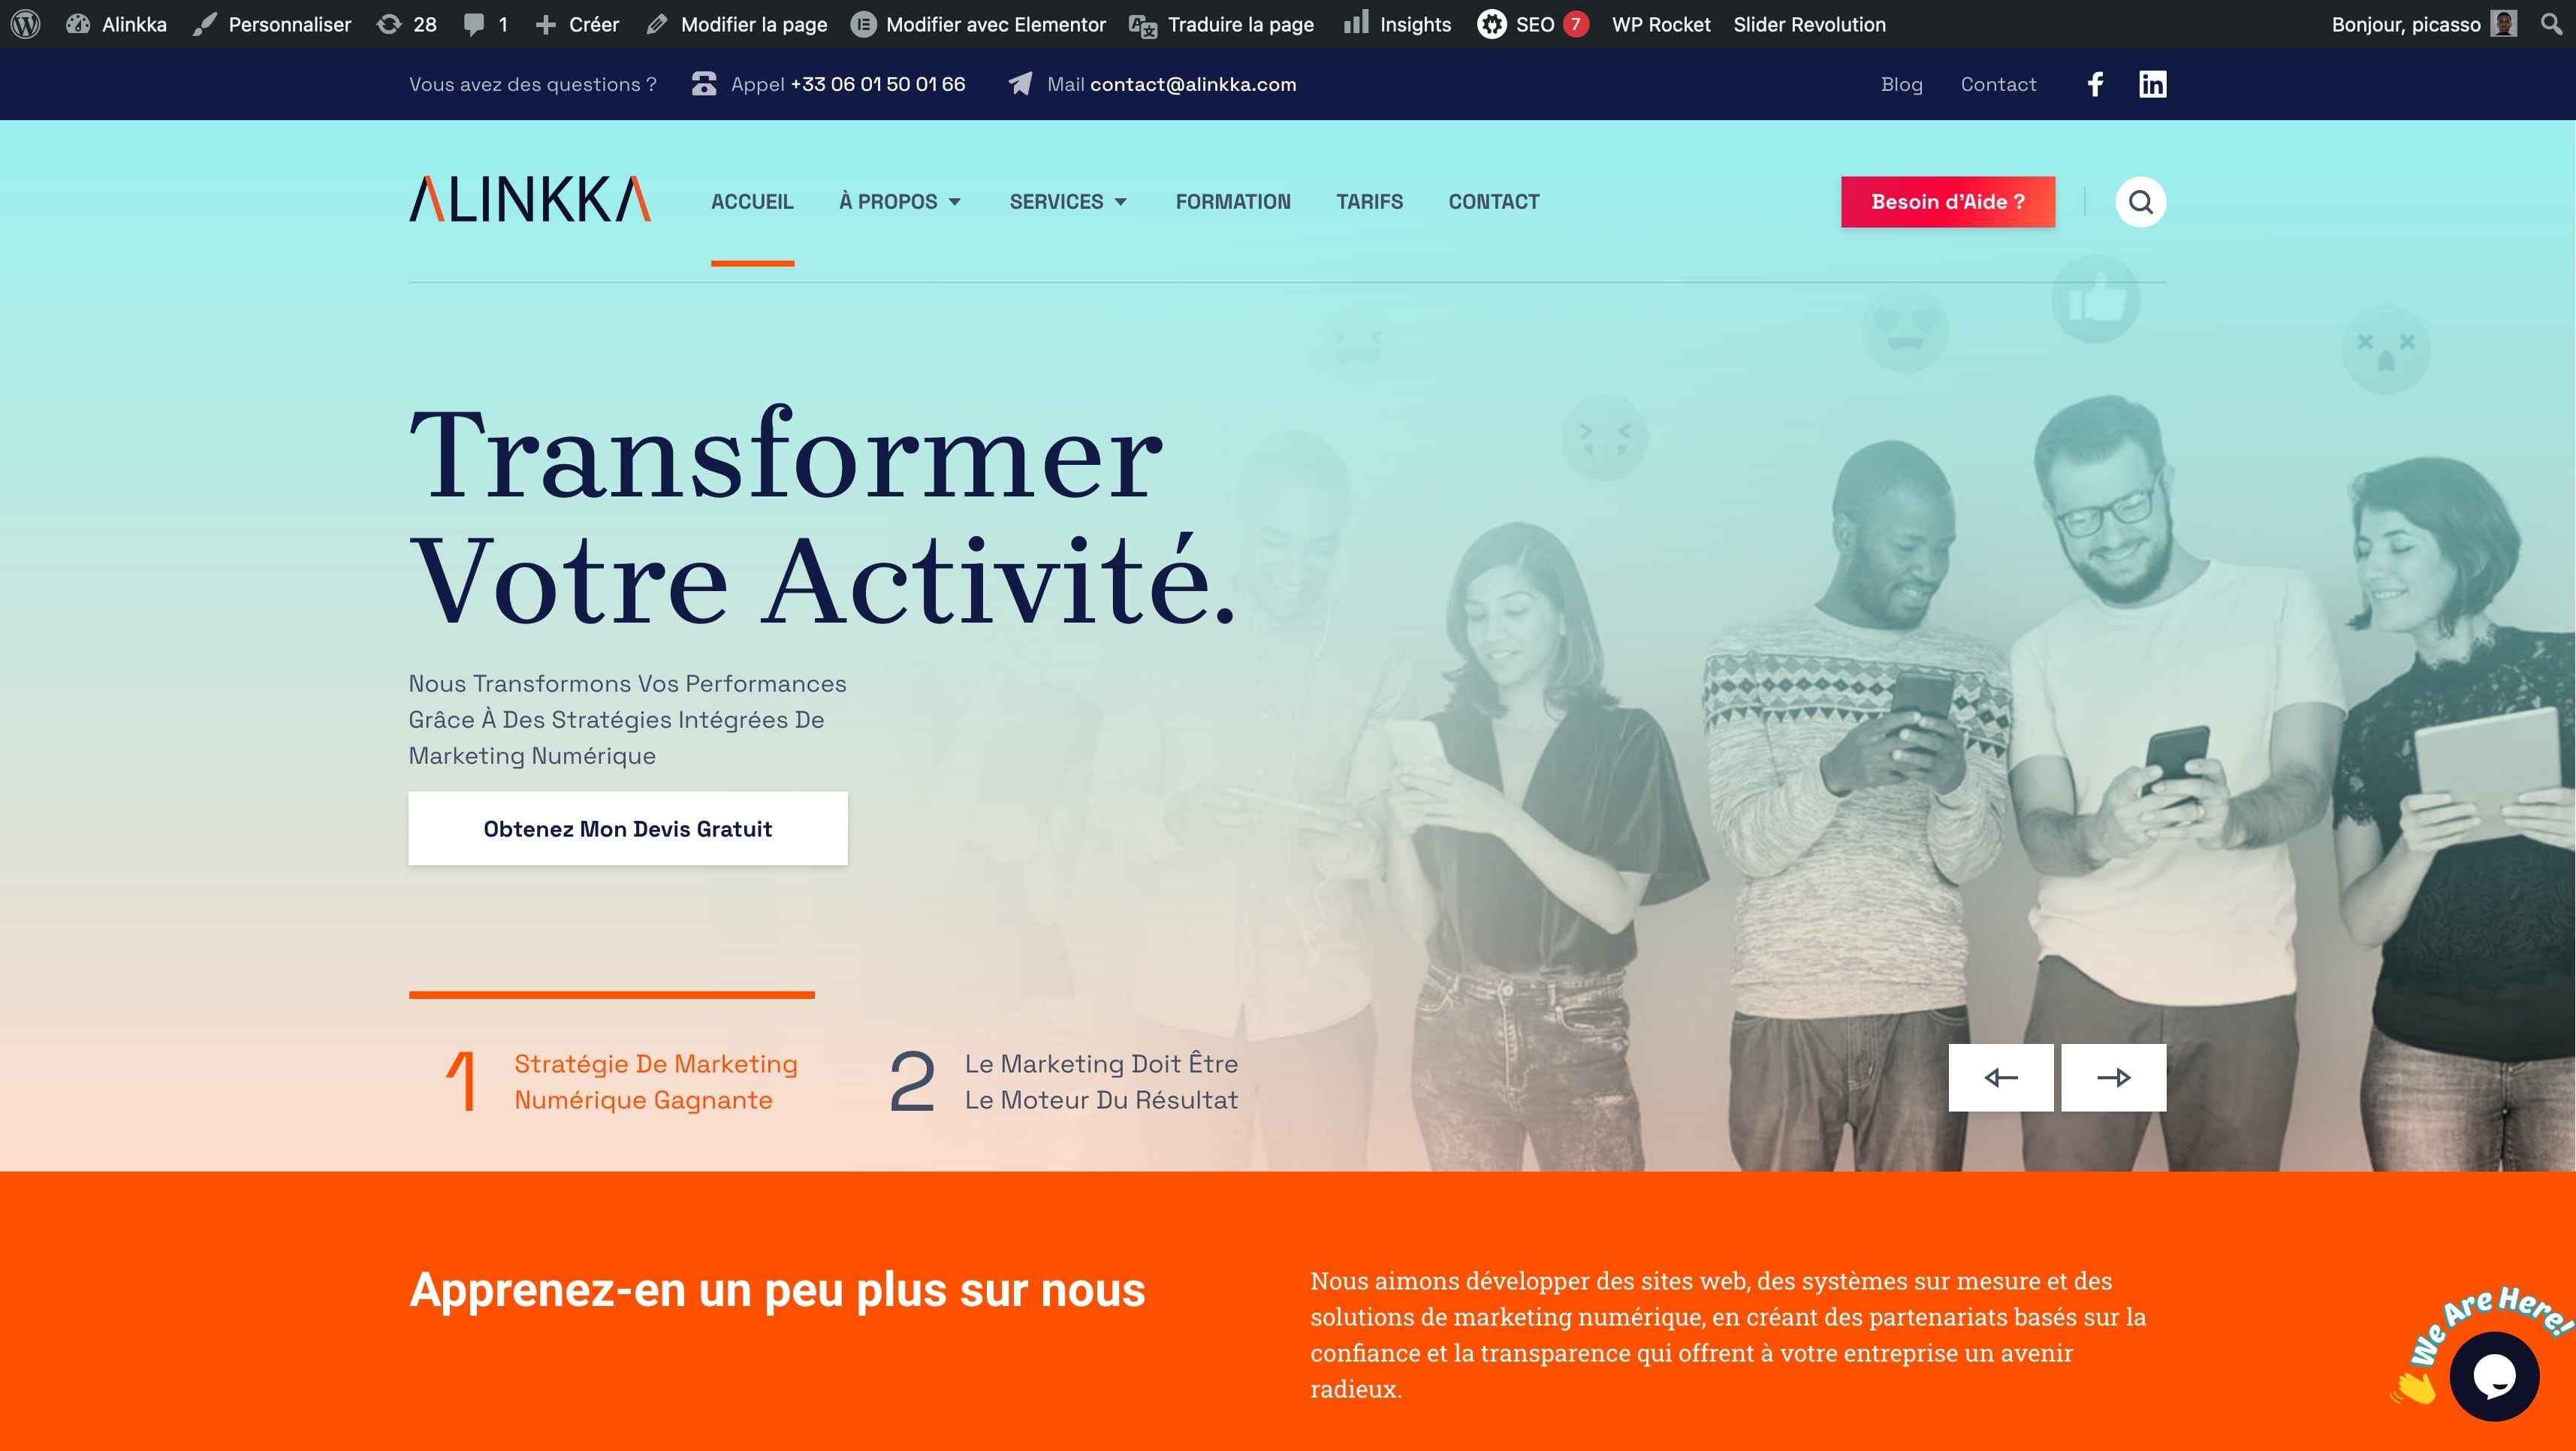 Alinkka Personnaliser 28 1 Créer Modifier la page Modifier avec Elementor Traduire la page Insights SEO 7 WP Rocket Slider Revolution Bonjour, picasso
Vous avez des questions ? Appel +33 06 01 50 01 66 Mail contact@alinkka.com Blog Contact
ALINKKA ACCUEIL À PROPOS SERVICES FORMATION TARIFS CONTACT Besoin d’Aide ?
Transformer
Votre Activité.
Nous Transformons Vos Performances
Grâce À Des Stratégies Intégrées De
Marketing Numérique
Obtenez Mon Devis Gratuit
1 Stratégie De Marketing
Numérique Gagnante
2 Le Marketing Doit Être
Le Moteur Du Résultat
Apprenez-en un peu plus sur nous
Nous aimons développer des sites web, des systèmes sur mesure et des
solutions de marketing numérique, en créant des partenariats basés sur la
confiance et la transparence qui offrent à votre entreprise un avenir
radieux.
We Are Here!